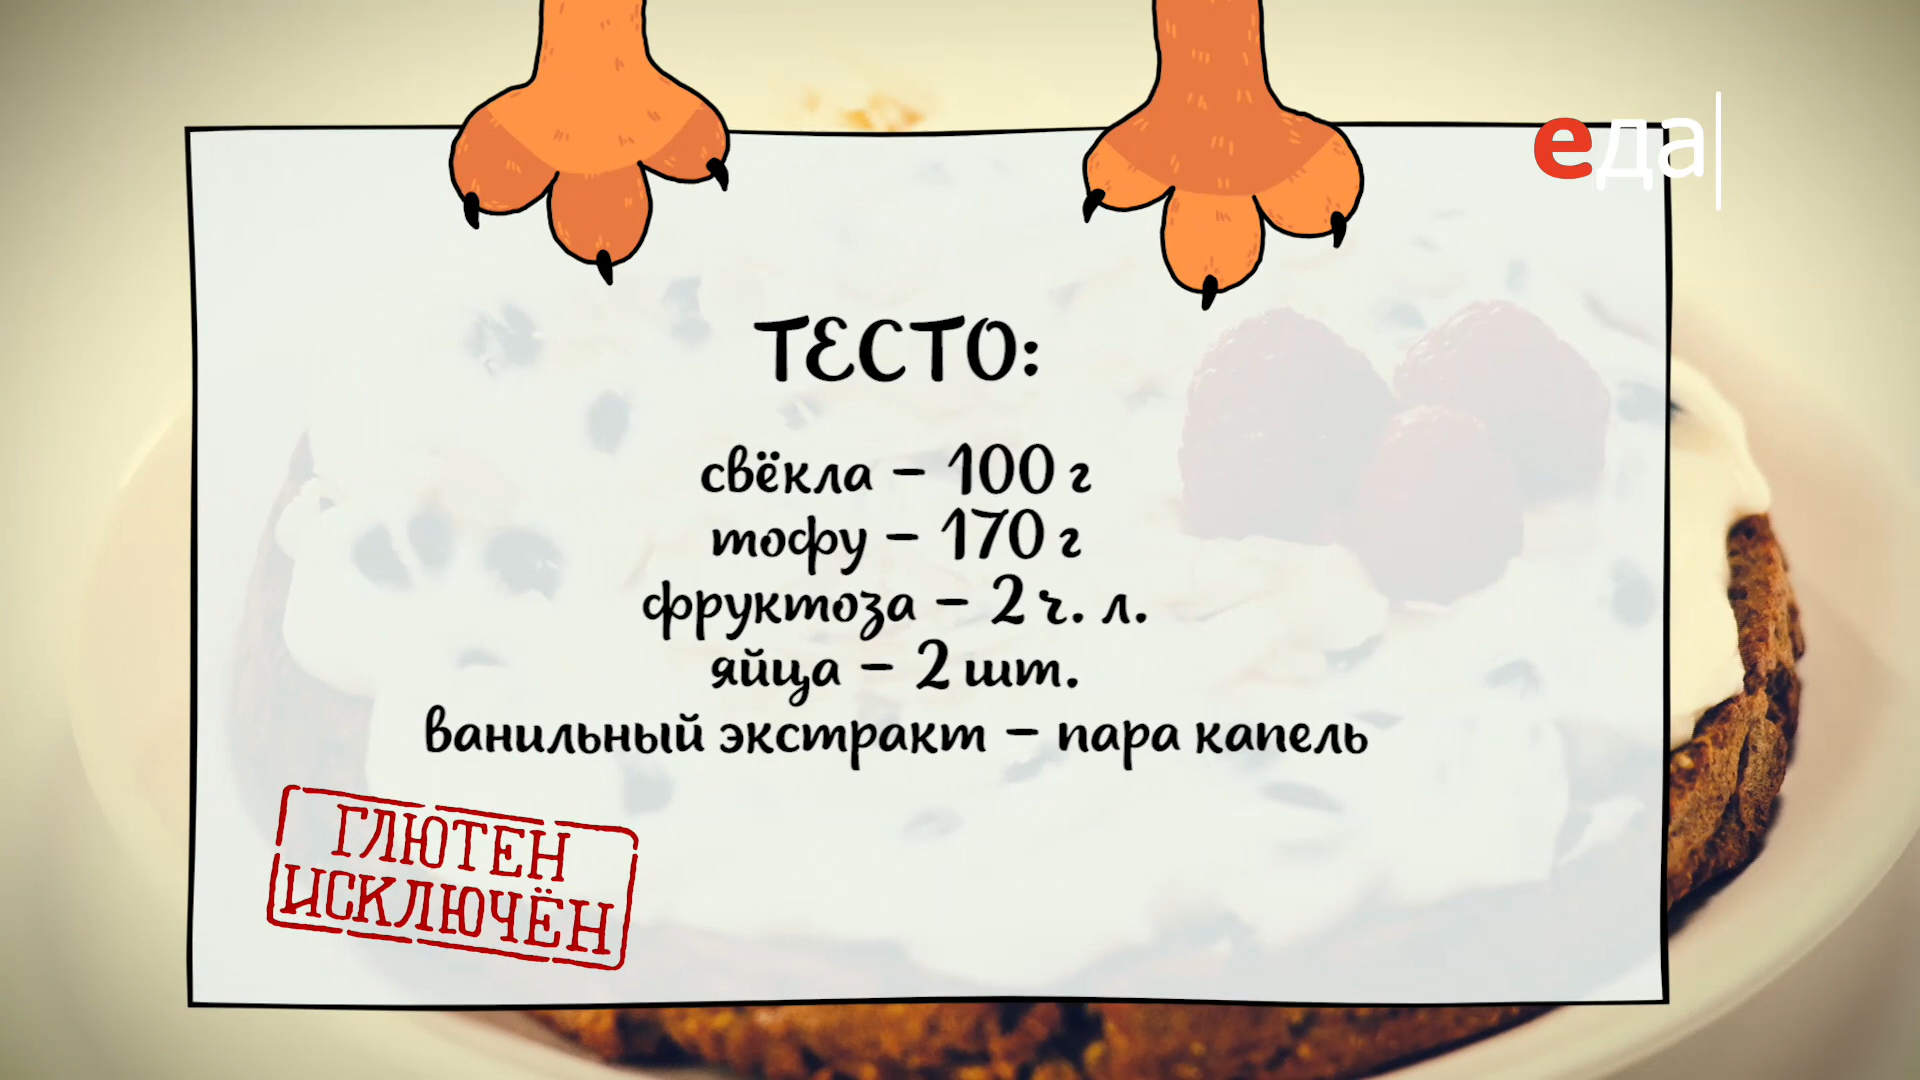 еда
ТЕСТО:
свёкла – 100 г
тофу – 170 г
фруктоза – 2 ч. л.
яйца – 2 шт.
ванильный экстракт – пара капель
ГЛЮТЕН
ИСКЛЮЧЁН